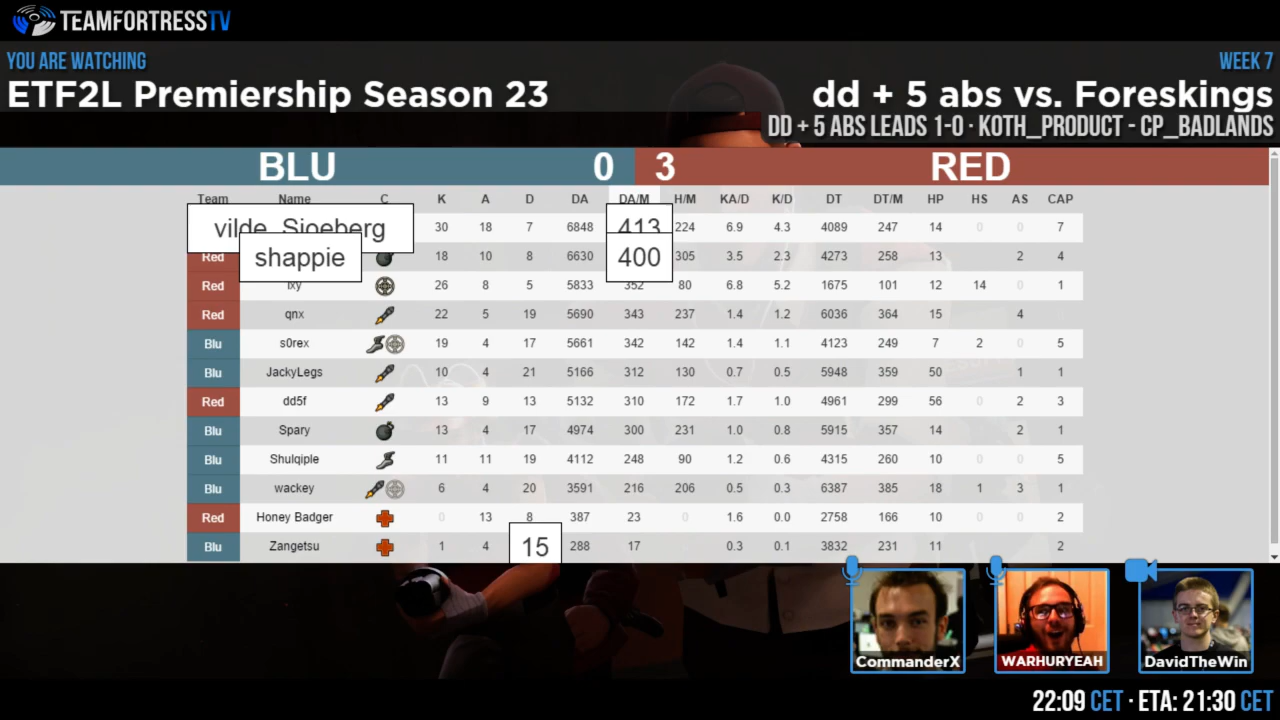 TEAMFORTRESSTV
YOU ARE WATCHING
WEEK 7
ETF2L Premiership Season 23
dd + 5 abs vs. Foreskings
DD + 5 ABS LEADS 1-0 · KOTH_PRODUCT - CP_BADLANDS
BLU 0 3 RED
Team Name C K A D DA DA/M H/M KA/D K/D DT DT/M HP HS AS CAP
vilde_Sjoeberg 30 18 7 6848 413 224 6.9 4.3 4089 247 14 0 0 7
Red shappie 18 10 8 6630 400 305 3.5 2.3 4273 258 13 2 4
Red ixy 26 8 5 5833 352 80 6.8 5.2 1675 101 12 14 0 1
Red qnx 22 5 19 5690 343 237 1.4 1.2 6036 364 15 4
Blu s0rex 19 4 17 5661 342 142 1.4 1.1 4123 249 7 2 0 5
Blu JackyLegs 10 4 21 5166 312 130 0.7 0.5 5948 359 50 1 1
Red dd5f 13 9 13 5132 310 172 1.7 1.0 4961 299 56 0 2 3
Blu Spary 13 4 17 4974 300 231 1.0 0.8 5915 357 14 2 1
Blu Shulqiple 11 11 19 4112 248 90 1.2 0.6 4315 260 10 0 0 5
Blu wackey 6 4 20 3591 216 206 0.5 0.3 6387 385 18 1 3 1
Red Honey Badger 0 13 8 387 23 0 1.6 0.0 2758 166 10 0 0 2
Blu Zangetsu 1 4 15 288 17 0.3 0.1 3832 231 11 2
CommanderX
WARHURYEAH
DavidTheWin
22:09 CET · ETA: 21:30 CET